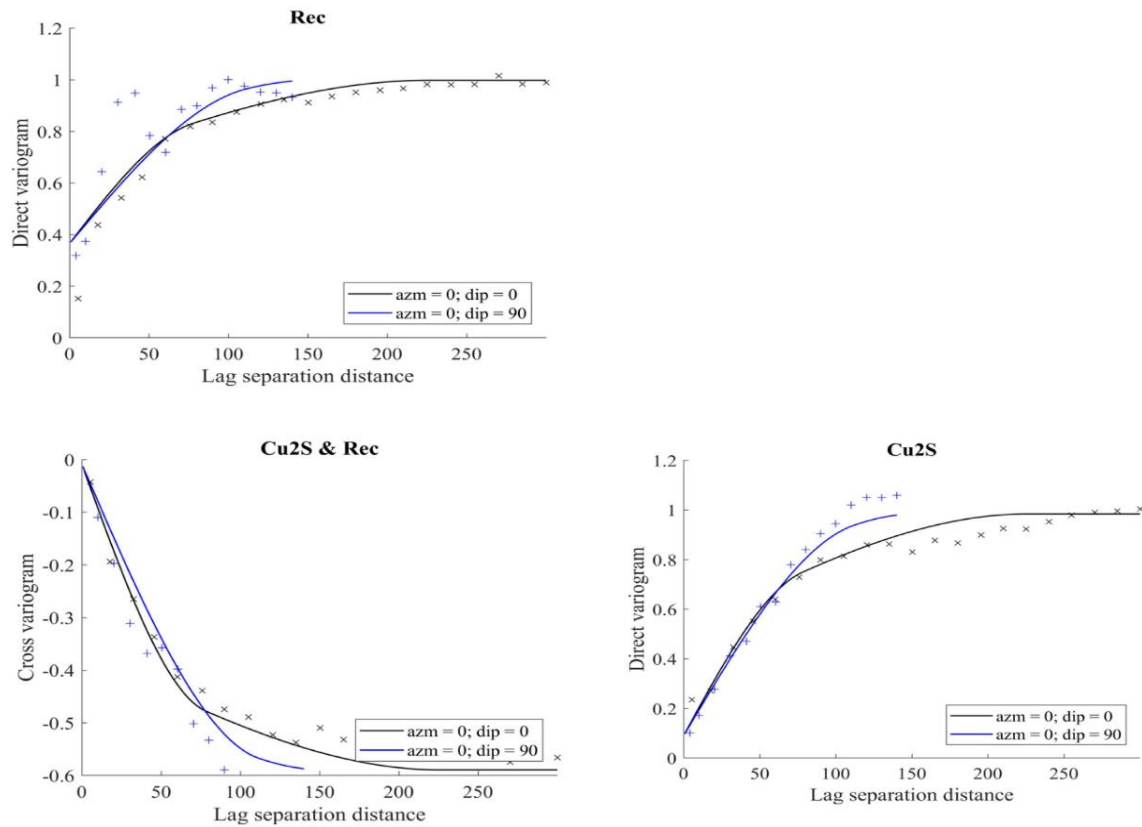 Rec
1.2
1
0.8
0.6
0.4
0.2
0
Direct variogram
azm = 0; dip = 0
azm = 0; dip = 90
0 50 100 150 200 250
Lag separation distance
Cu2S & Rec
0
-0.1
-0.2
-0.3
-0.4
-0.5
-0.6
Cross variogram
azm = 0; dip = 0
azm = 0; dip = 90
0 50 100 150 200 250
Lag separation distance
Cu2S
1.2
1
0.8
0.6
0.4
0.2
0
Direct variogram
azm = 0; dip = 0
azm = 0; dip = 90
0 50 100 150 200 250
Lag separation distance